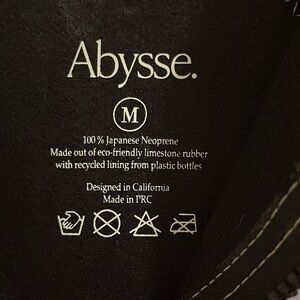 Abysse.
M
100% Japanese Neoprene
Made out of eco-friendly limestone rubber
with recycled lining from plastic bottles
Designed in California
Made in PRC